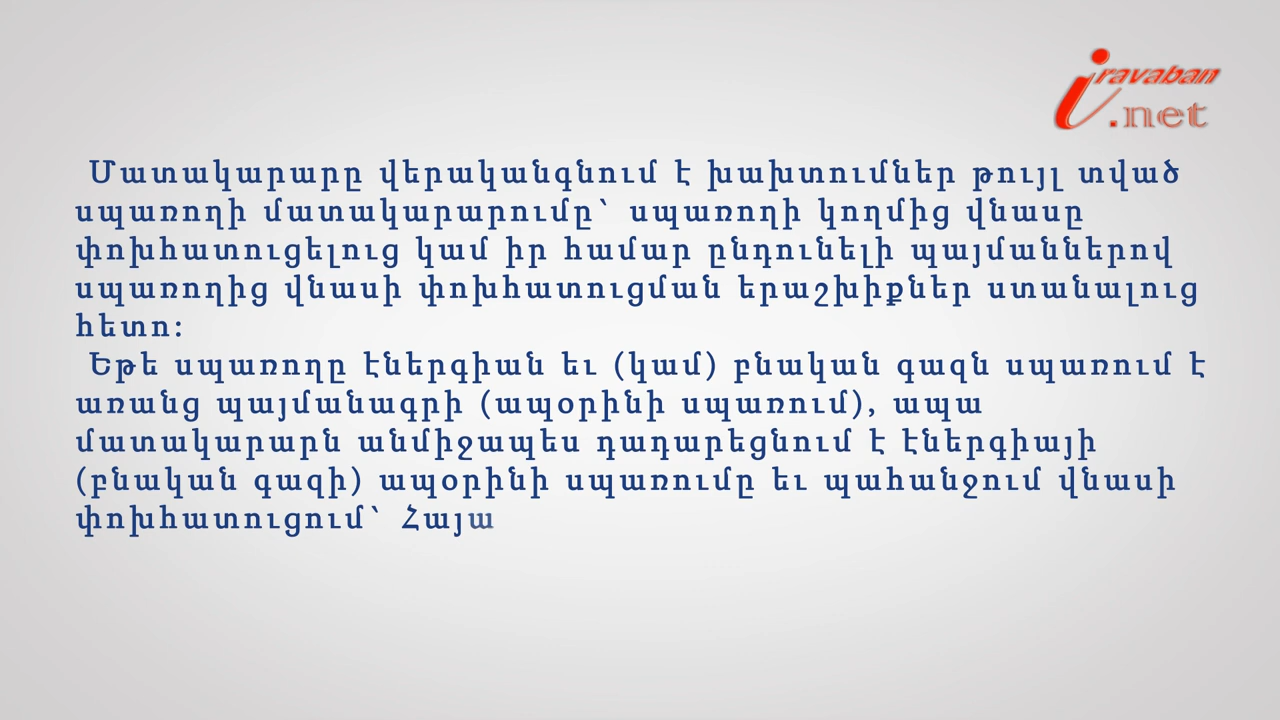 iravaban
.net
Մատակարարը վերականգնում է խախտումներ թույլ տված
սպառողի մատակարարումը՝ սպառողի կողմից վնասը
փոխհատուցելուց կամ իր համար ընդունելի պայմաններով
սպառողից վնասի փոխհատուցման երաշխիքներ ստանալուց
հետո:
Եթե սպառողը էներգիան եւ (կամ) բնական գազն սպառում է
առանց պայմանագրի (ապօրինի սպառում), ապա
մատակարարն անմիջապես դադարեցնում է էներգիայի
(բնական գազի) ապօրինի սպառումը եւ պահանջում վնասի
փոխհատուցում՝ Հայա